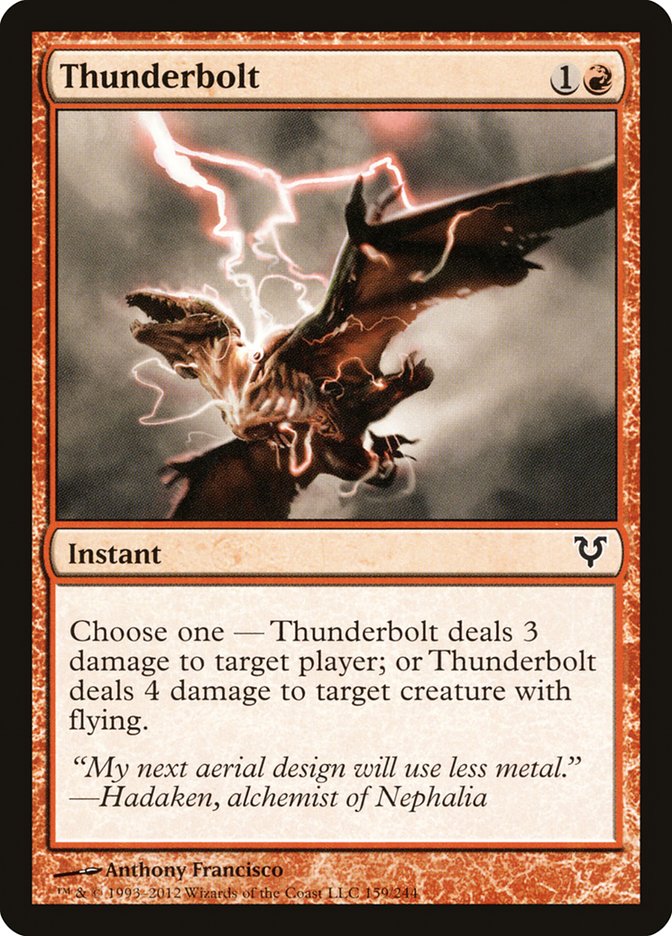 Thunderbolt 1
Instant
Choose one — Thunderbolt deals 3
damage to target player; or Thunderbolt
deals 4 damage to target creature with
flying.
“My next aerial design will use less metal.”
—Hadaken, alchemist of Nephalia
Anthony Francisco
™ & © 1993–2012 Wizards of the Coast LLC 159/244